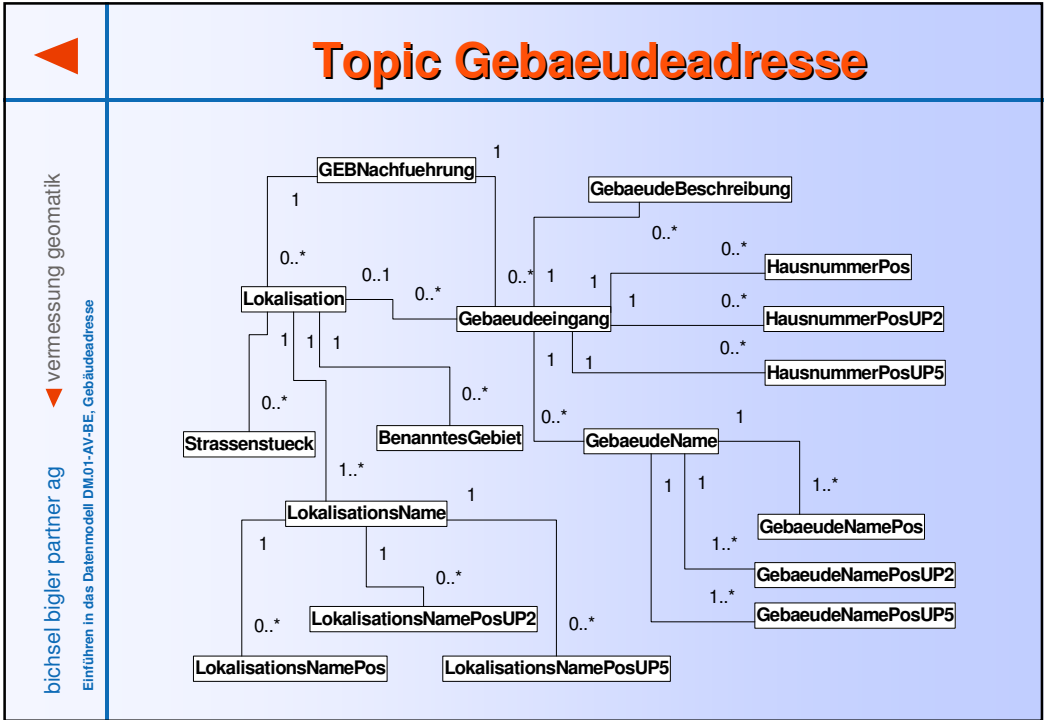 Topic Gebaeudeadresse
vermessung geomatik
bichsel bigler partner ag
Einführen in das Datenmodell DM.01-AV-BE, Gebäudeadresse
GEBNachfuehrung
1
1
GebaeudeBeschreibung
0..*
0..*
HausnummerPos
0..*
0..1
0..*
0..*
1
1
1
0..*
Lokalisation
Gebaeudeeingang
HausnummerPosUP2
1
1
1
1
1
0..*
HausnummerPosUP5
0..*
0..*
0..*
1
Strassenstueck
BenanntesGebiet
GebaeudeName
1..*
1
1
1
1..*
LokalisationsName
GebaeudeNamePos
1
1
1..*
0..*
GebaeudeNamePosUP2
1..*
LokalisationsNamePosUP2
GebaeudeNamePosUP5
0..*
0..*
LokalisationsNamePos
LokalisationsNamePosUP5